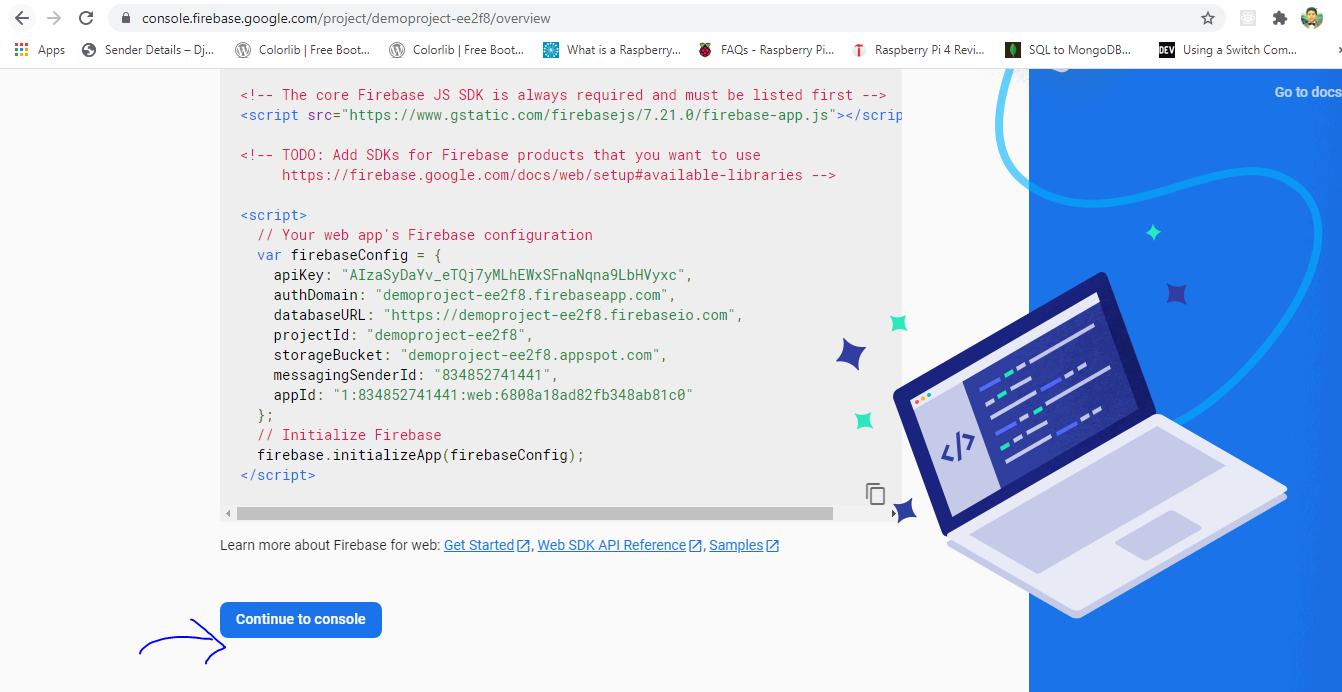 console.firebase.google.com/project/demoproject-ee2f8/overview
Apps Sender Details – Dj... Colorlib | Free Boot... Colorlib | Free Boot... What is a Raspberry... FAQs - Raspberry Pi... Raspberry Pi 4 Revi... SQL to MongoDB... DEV Using a Switch Com...
Go to docs
<!-- The core Firebase JS SDK is always required and must be listed first -->
<script src="https://www.gstatic.com/firebasejs/7.21.0/firebase-app.js"></scrip
<!-- TODO: Add SDKs for Firebase products that you want to use
https://firebase.google.com/docs/web/setup#available-libraries -->
<script>
// Your web app's Firebase configuration
var firebaseConfig = {
apiKey: "AIzaSyDaYv_eTQj7yMLhEWxSFnaNqna9LbHVyxc",
authDomain: "demoproject-ee2f8.firebaseapp.com",
databaseURL: "https://demoproject-ee2f8.firebaseio.com",
projectId: "demoproject-ee2f8",
storageBucket: "demoproject-ee2f8.appspot.com",
messagingSenderId: "834852741441",
appId: "1:834852741441:web:6808a18ad82fb348ab81c0"
};
// Initialize Firebase
firebase.initializeApp(firebaseConfig);
</script>
</>
Learn more about Firebase for web: Get Started, Web SDK API Reference, Samples
Continue to console